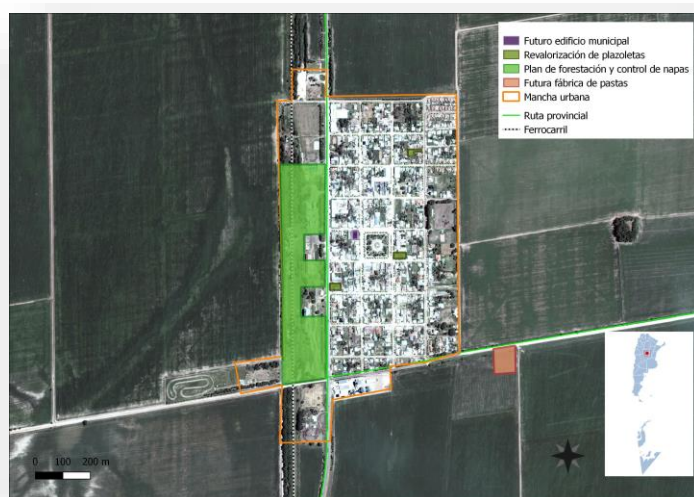 Futuro edificio municipal
Revalorización de plazoletas
Plan de forestación y control de napas
Futura fábrica de pastas
Mancha urbana
Ruta provincial
Ferrocarril
0 100 200 m